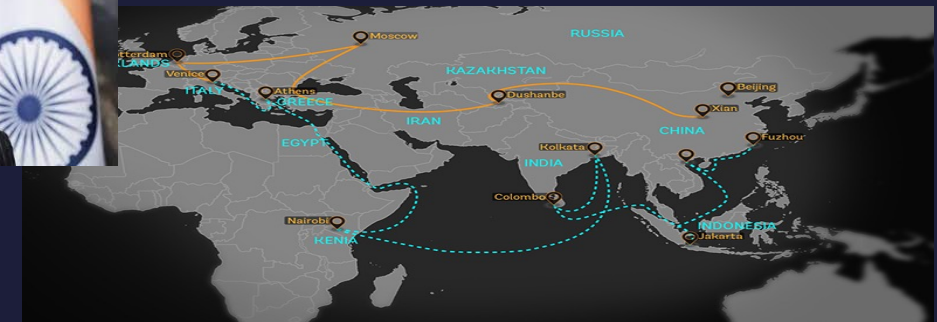 RUSSIA
Moscow
tterdam
LANDS
Venice
KAZAKHSTAN
ITALY
Athens
GREECE
Dushanbe
Beijing
Xian
IRAN
CHINA
Fuzhou
EGYPT
Kolkata
INDIA
Colombo
Nairobi
KENIA
INDONESIA
Jakarta